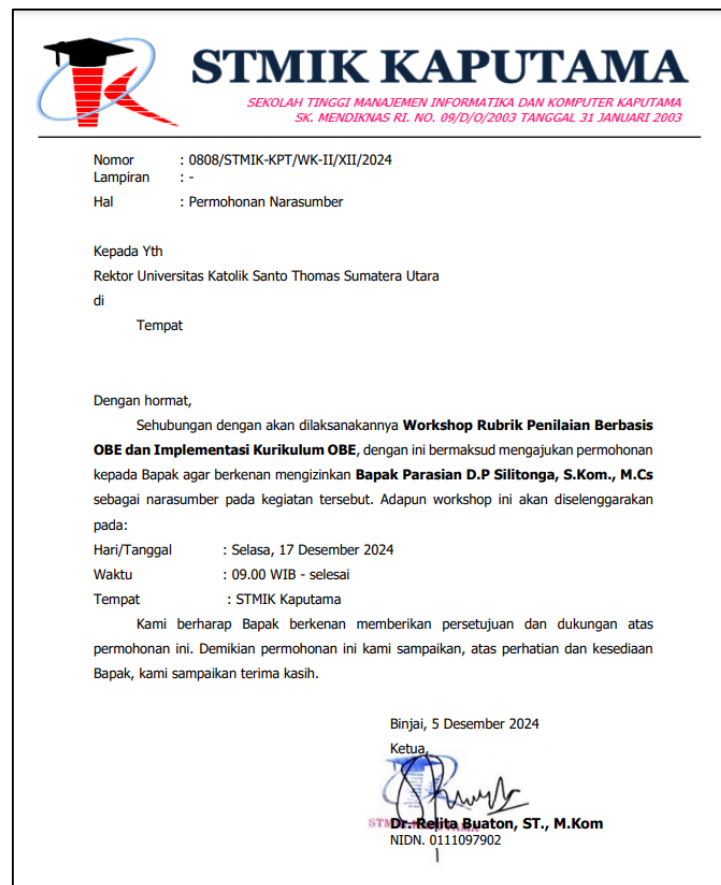 STMIK KAPUTAMA
SEKOLAH TINGGI MANAJEMEN INFORMATIKA DAN KOMPUTER KAPUTAMA
SK. MENDIKNAS RI. NO. 09/D/O/2003 TANGGAL 31 JANUARI 2003
Nomor : 0808/STMIK-KPT/WK-II/XII/2024
Lampiran : -
Hal : Permohonan Narasumber
Kepada Yth
Rektor Universitas Katolik Santo Thomas Sumatera Utara
di
Tempat
Dengan hormat,
Sehubungan dengan akan dilaksanakannya Workshop Rubrik Penilaian Berbasis
OBE dan Implementasi Kurikulum OBE, dengan ini bermaksud mengajukan permohonan
kepada Bapak agar berkenan mengizinkan Bapak Parasian D.P Silitonga, S.Kom., M.Cs
sebagai narasumber pada kegiatan tersebut. Adapun workshop ini akan diselenggarakan
pada:
Hari/Tanggal : Selasa, 17 Desember 2024
Waktu : 09.00 WIB - selesai
Tempat : STMIK Kaputama
Kami berharap Bapak berkenan memberikan persetujuan dan dukungan atas
permohonan ini. Demikian permohonan ini kami sampaikan, atas perhatian dan kesediaan
Bapak, kami sampaikan terima kasih.
Binjai, 5 Desember 2024
Ketua,
Dr. Relita Buaton, ST., M.Kom
NIDN. 0111097902